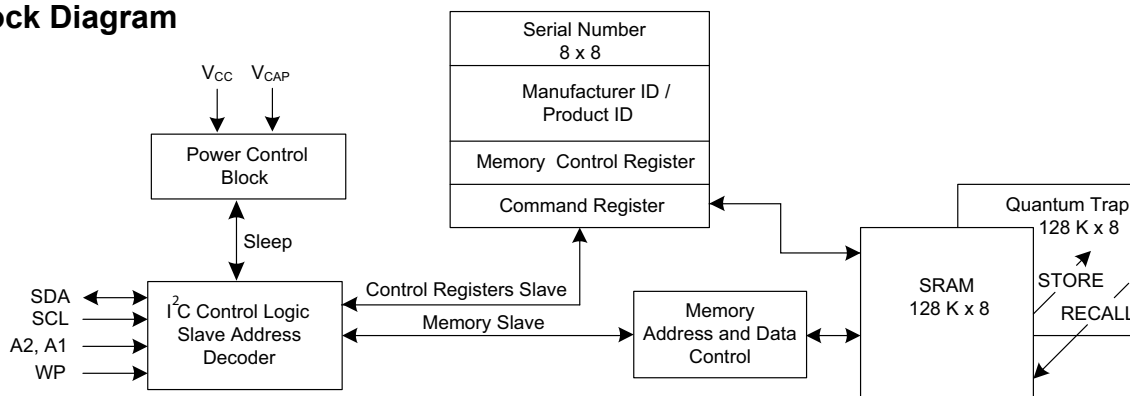 ock Diagram
Serial Number
8 x 8
Manufacturer ID /
Product ID
Memory Control Register
Command Register
VCC VCAP
Power Control
Block
Sleep
SDA
SCL
A2, A1
WP
I2C Control Logic
Slave Address
Decoder
Control Registers Slave
Memory Slave
Memory
Address and Data
Control
SRAM
128 K x 8
Quantum Trap
128 K x 8
STORE
RECALL